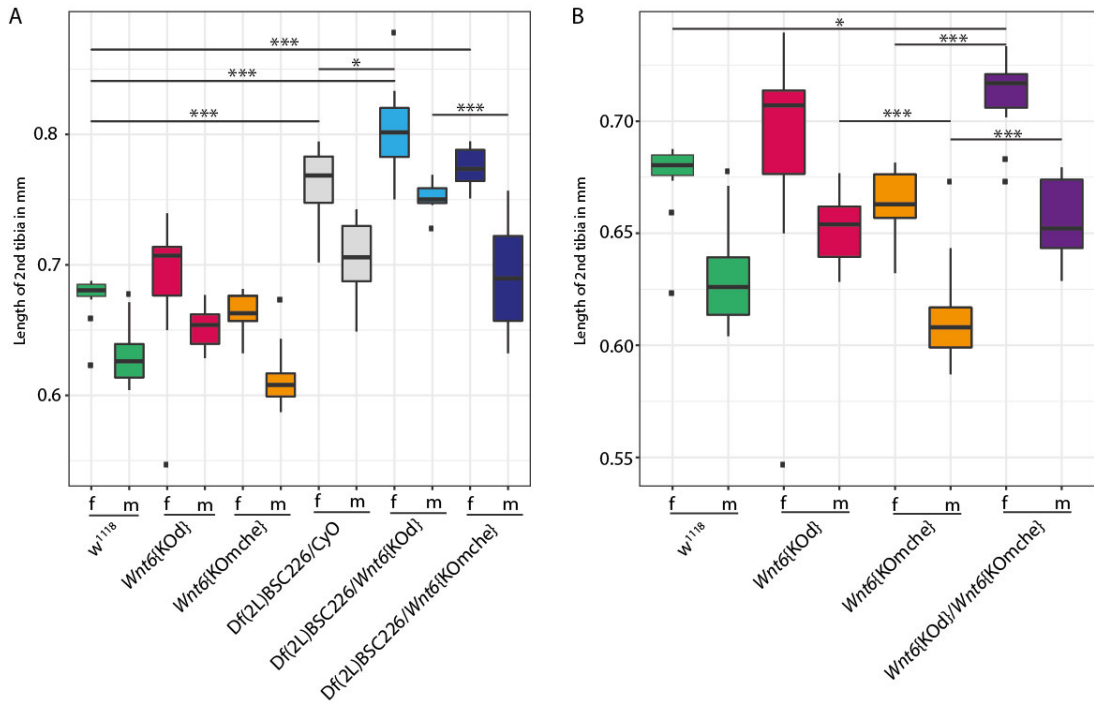 A
Length of 2nd tibia in mm
0.8
0.7
0.6
***
***
*
***
***
f m f m f m f m f m f m
w1118
Wnt6{KOd}
Wnt6{KOmche}
Df(2L)BSC226/CyO
Df(2L)BSC226/Wnt6{KOd}
Df(2L)BSC226/Wnt6{KOmche}
B
Length of 2nd tibia in mm
0.70
0.65
0.60
0.55
*
***
***
***
f m f m f m f m
w1118
Wnt6{KOd}
Wnt6{KOmche}
Wnt6{KOd}/Wnt6{KOmche}